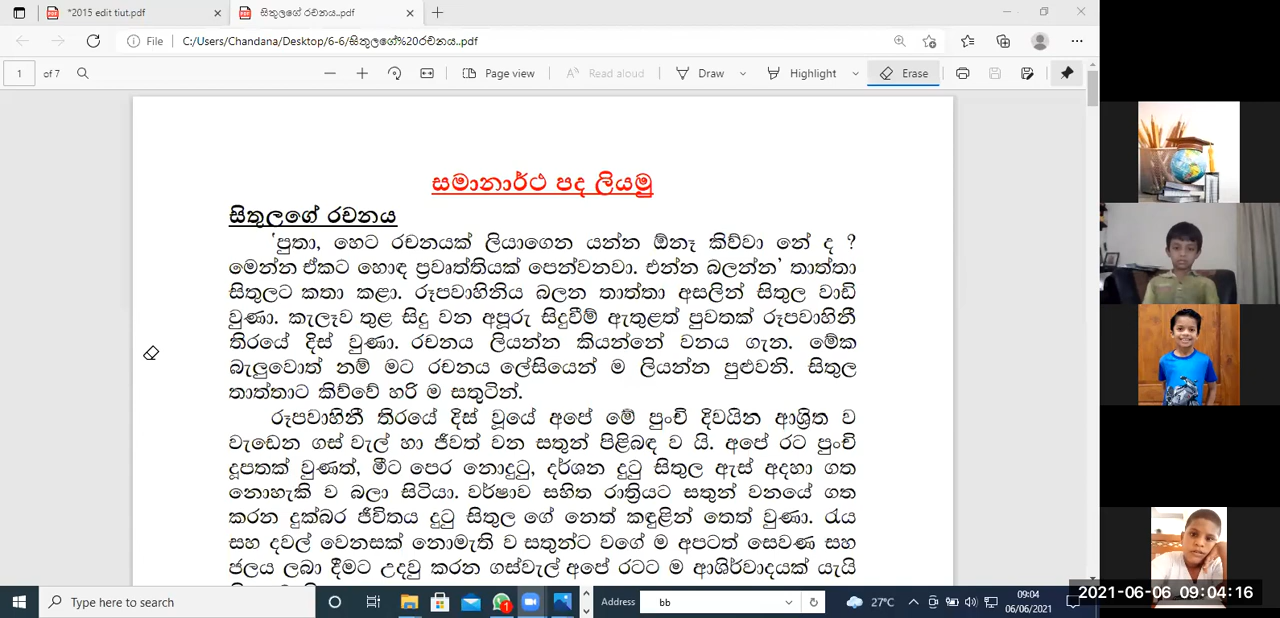 *2015 edit tiut.pdf
සිතුලගේ රචනය..pdf
File C:/Users/Chandana/Desktop/6-6/සිතුලගේ%20රචනය..pdf
1 of 7 Page view Read aloud Draw Highlight Erase
සමානාර්ථ පද ලියමු
සිතුලගේ රචනය
'පුතා, හෙට රචනයක් ලියාගෙන යන්න ඕනෑ කිව්වා නේ ද ?
මෙන්න ඒකට හොඳ ප්‍රවෘත්තියක් පෙන්වනවා. එන්න බලන්න' තාත්තා
සිතුලට කතා කළා. රූපවාහිනිය බලන තාත්තා අසලින් සිතුල වාඩි
වුණා. කැලෑව තුළ සිදු වන අපූරු සිදුවීම් ඇතුළත් පුවතක් රූපවාහිනී
තිරයේ දිස් වුණා. රචනය ලියන්න කියන්නේ වනය ගැන. මේක
බැලුවොත් නම් මට රචනය ලේසියෙන් ම ලියන්න පුළුවනි. සිතුල
තාත්තාට කිව්වේ හරි ම සතුටින්.
රූපවාහිනී තිරයේ දිස් වූයේ අපේ මේ පුංචි දිවයින ආශ්‍රිත ව
වැඩෙන ගස් වැල් හා ජීවත් වන සතුන් පිළිබඳ ව යි. අපේ රට පුංචි
දූපතක් වුණත්, මීට පෙර නොදුටු, දර්ශන දුටු සිතුල ඇස් අදහා ගත
නොහැකි ව බලා සිටියා. වර්ෂාව සහිත රාත්‍රියට සතුන් වනයේ ගත
කරන දුක්බර ජීවිතය දුටු සිතුල ගේ නෙත් කඳුළින් තෙත් වුණා. රැය
සහ දවල් වෙනසක් නොමැති ව සතුන්ට වගේ ම අපටත් සෙවණ සහ
ජලය ලබා දීමට උදවු කරන ගස්වැල් අපේ රටට ම ආශිර්වාදයක් යැයි
Type here to search Address bb 27°C 09:04
06/06/2021
2021-06-06 09:04:16